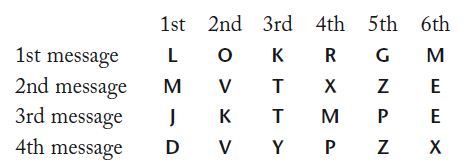 1st 2nd 3rd 4th 5th 6th
1st message L O K R G M
2nd message M V T X Z E
3rd message J K T M P E
4th message D V Y P Z X